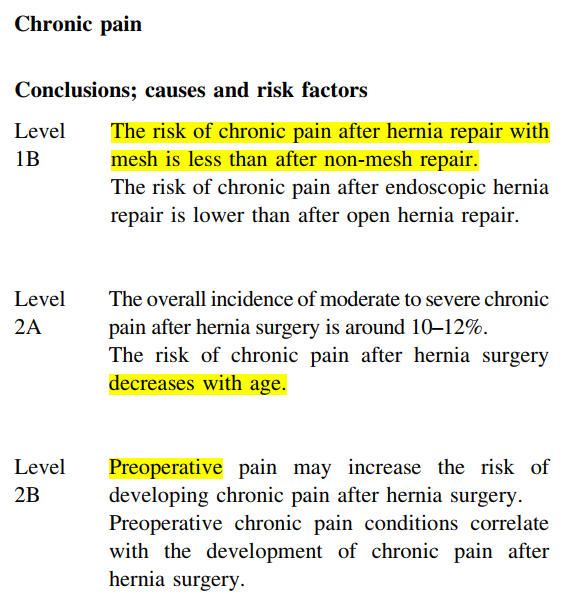 Chronic pain
Conclusions; causes and risk factors
Level 1B
The risk of chronic pain after hernia repair with
mesh is less than after non-mesh repair.
The risk of chronic pain after endoscopic hernia
repair is lower than after open hernia repair.
Level 2A
The overall incidence of moderate to severe chronic
pain after hernia surgery is around 10–12%.
The risk of chronic pain after hernia surgery
decreases with age.
Level 2B
Preoperative pain may increase the risk of
developing chronic pain after hernia surgery.
Preoperative chronic pain conditions correlate
with the development of chronic pain after
hernia surgery.